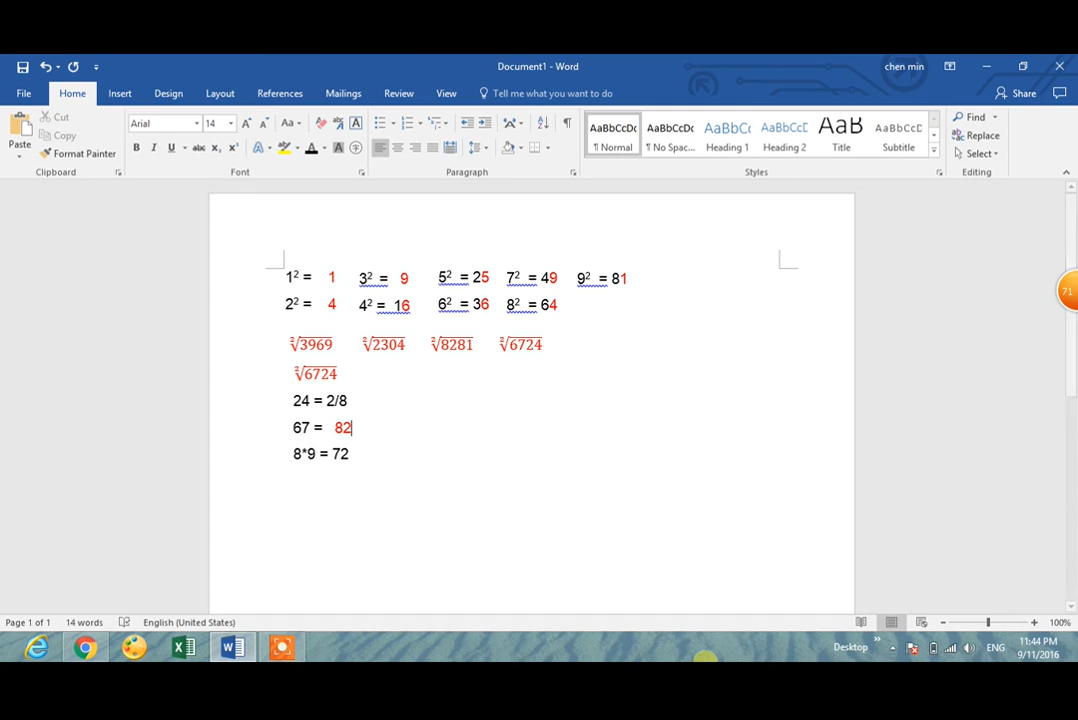 Document1 - Word
chen min
File Home Insert Design Layout References Mailings Review View Tell me what you want to do Share
Paste
Cut
Copy
Format Painter
Clipboard
Arial 14
Font
Paragraph
AaBbCcDc AaBbCcDc AaBbCc AaBbCcD AaB AaBbCcD
¶ Normal ¶ No Spac... Heading 1 Heading 2 Title Subtitle
Styles
Find
Replace
Select
Editing
1² = 1 3² = 9 5² = 25 7² = 49 9² = 81
2² = 4 4² = 16 6² = 36 8² = 64
²√3969 ²√2304 ²√8281 ²√6724
²√6724
24 = 2/8
67 = 82
8*9 = 72
71
Page 1 of 1 14 words English (United States) 100%
Desktop ENG 11:44 PM
9/11/2016